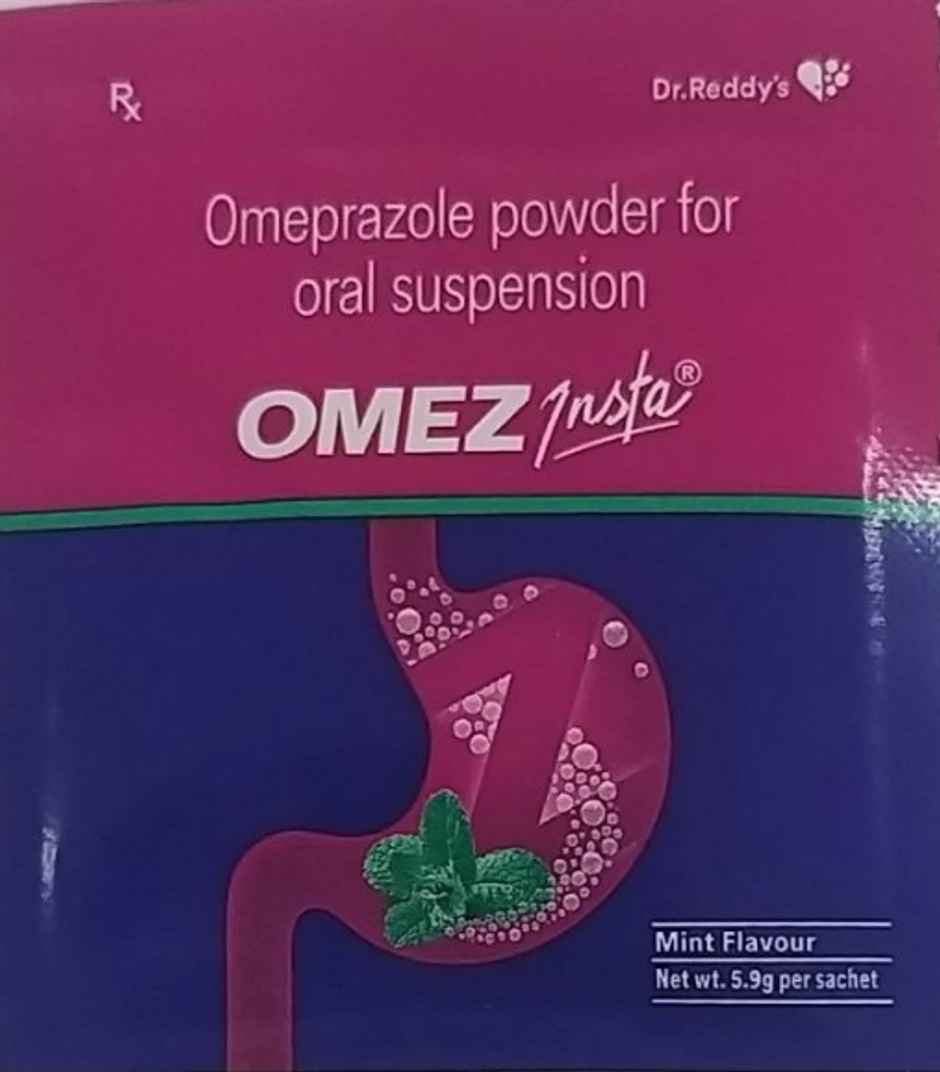 Rx
Dr.Reddy's
Omeprazole powder for
oral suspension
OMEZ Insta®
Mint Flavour
Net wt. 5.9g per sachet